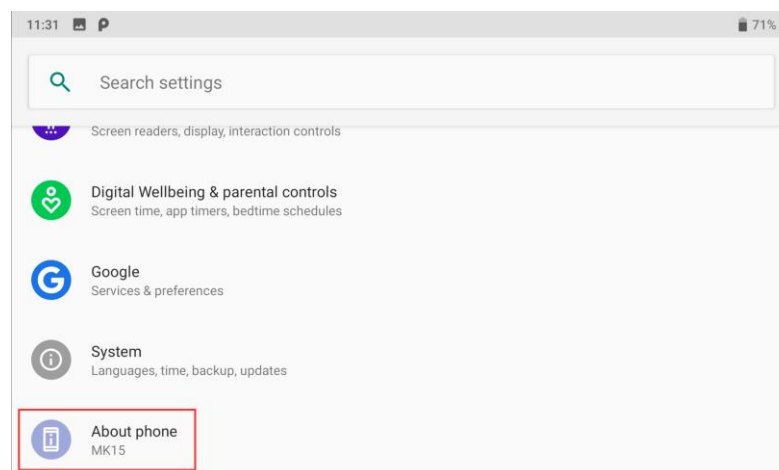 11:31
71%
Search settings
Screen readers, display, interaction controls
Digital Wellbeing & parental controls
Screen time, app timers, bedtime schedules
Google
Services & preferences
System
Languages, time, backup, updates
About phone
MK15